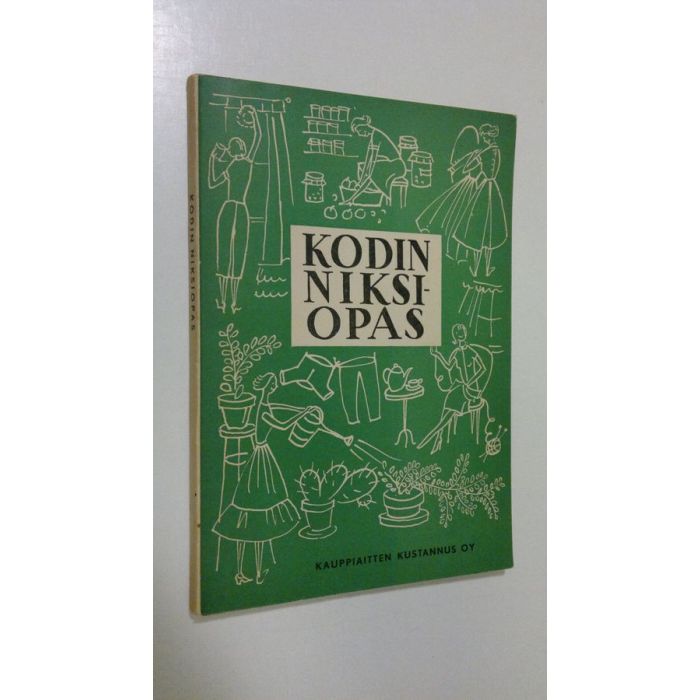 KODIN NIKSIOPAS
KODIN
NIKSI-
OPAS
KAUPPIAITTEN KUSTANNUS OY